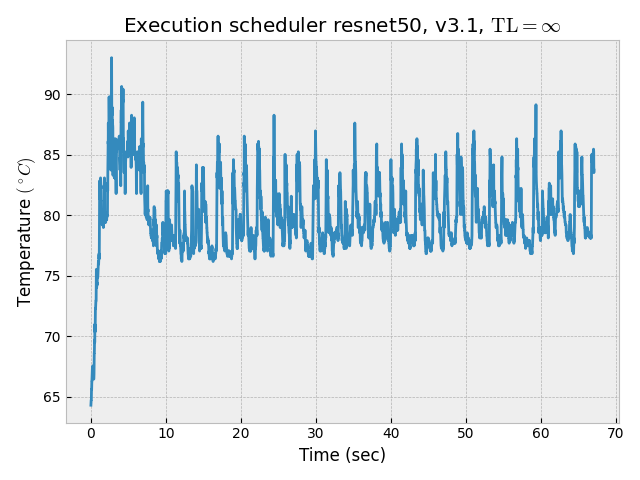 Execution scheduler resnet50, v3.1, TL = ∞
Temperature (°C)
90
85
80
75
70
65
0 10 20 30 40 50 60 70
Time (sec)